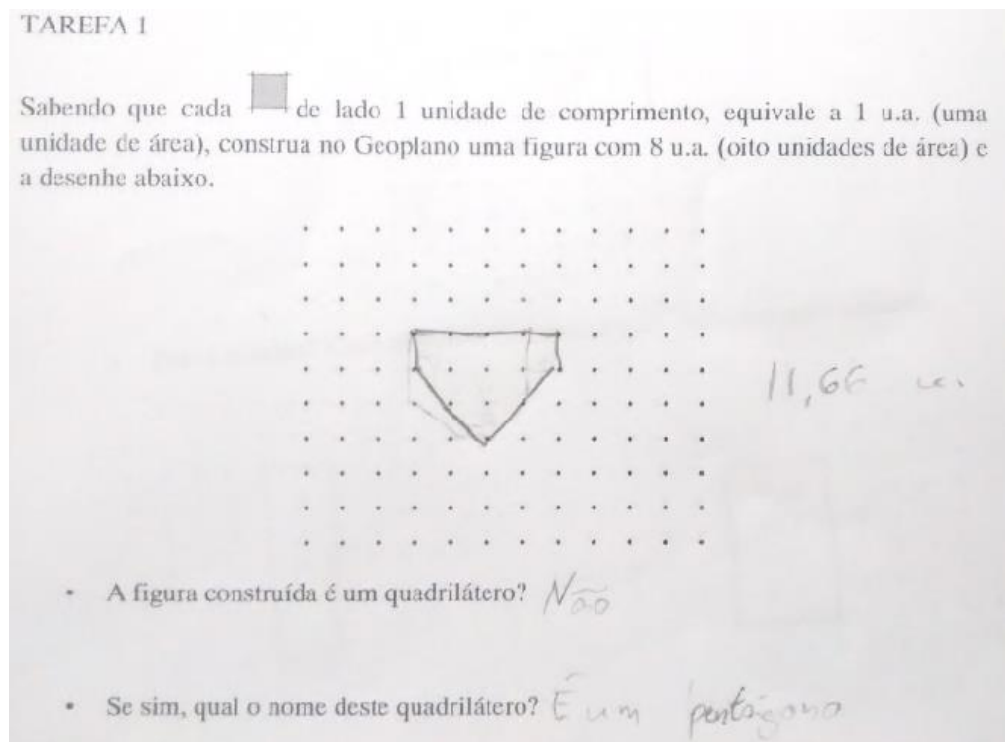 TAREFA 1
Sabendo que cada de lado 1 unidade de comprimento, equivale a 1 u.a. (uma
unidade de área), construa no Geoplano uma figura com 8 u.a. (oito unidades de área) e
a desenhe abaixo.
11,66
• A figura construída é um quadrilátero? Não
• Se sim, qual o nome deste quadrilátero? É um pentágono